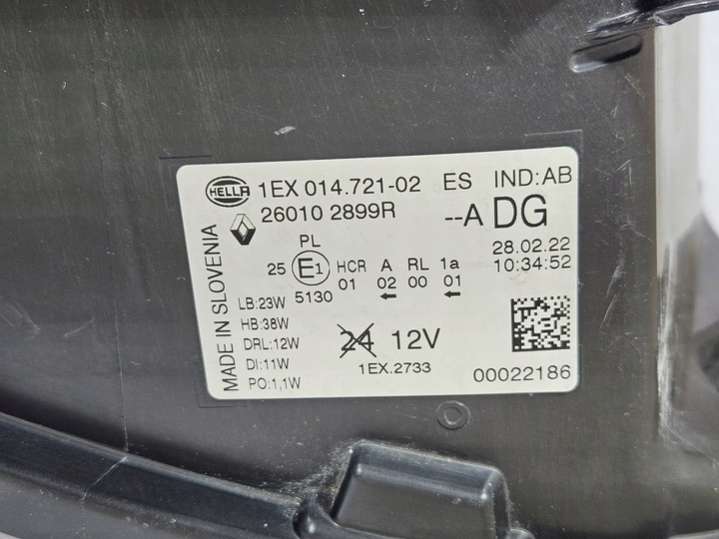 HELLA 1EX 014.721-02 ES IND:AB
26010 2899R --A DG
28.02.22
10:34:52
PL
25 E1 HCR A RL 1a
5130 01 02 00 01
MADE IN SLOVENIA
LB:23W
HB:38W
DRL:12W
DI:11W
PO:1,1W
24 12V
1EX.2733
00022186